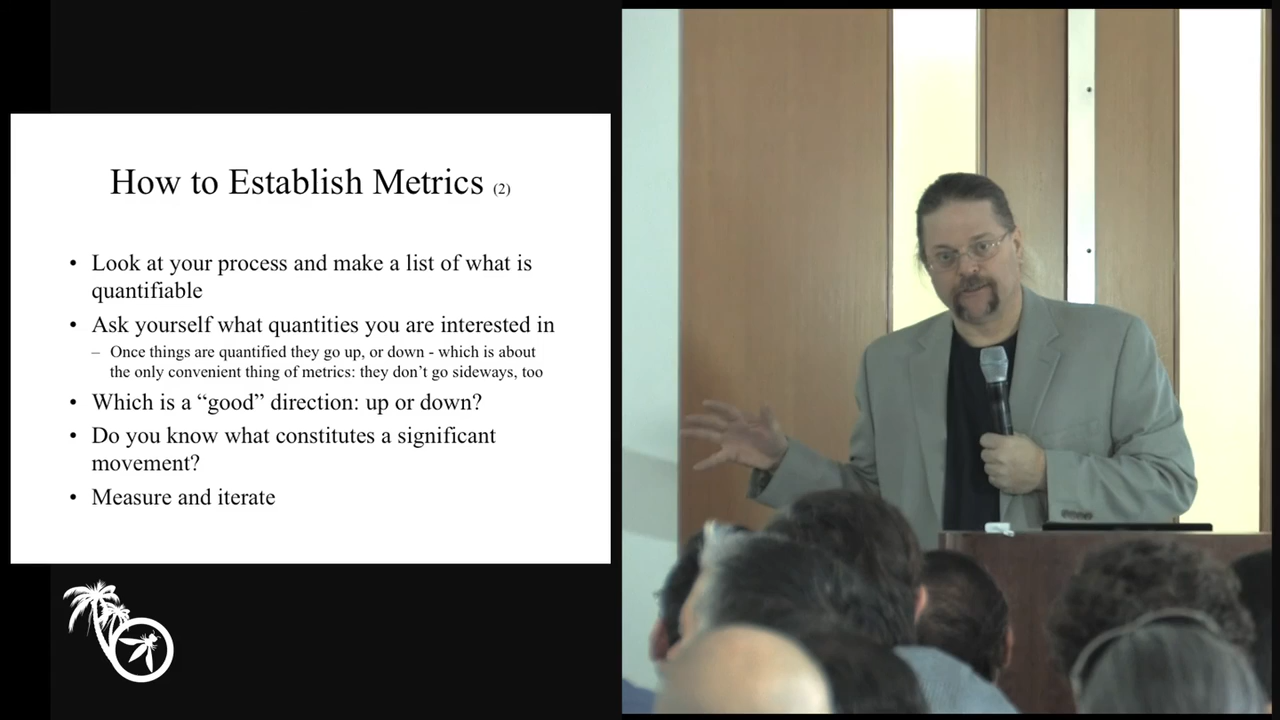 How to Establish Metrics (2)
• Look at your process and make a list of what is
quantifiable
• Ask yourself what quantities you are interested in
– Once things are quantified they go up, or down - which is about
the only convenient thing of metrics: they don’t go sideways, too
• Which is a “good” direction: up or down?
• Do you know what constitutes a significant
movement?
• Measure and iterate